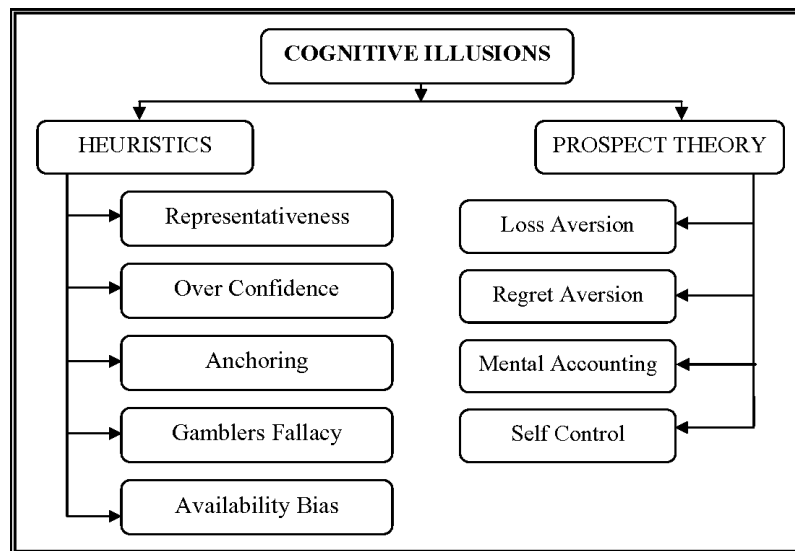 COGNITIVE ILLUSIONS
HEURISTICS
PROSPECT THEORY
Representativeness
Over Confidence
Anchoring
Gamblers Fallacy
Availability Bias
Loss Aversion
Regret Aversion
Mental Accounting
Self Control